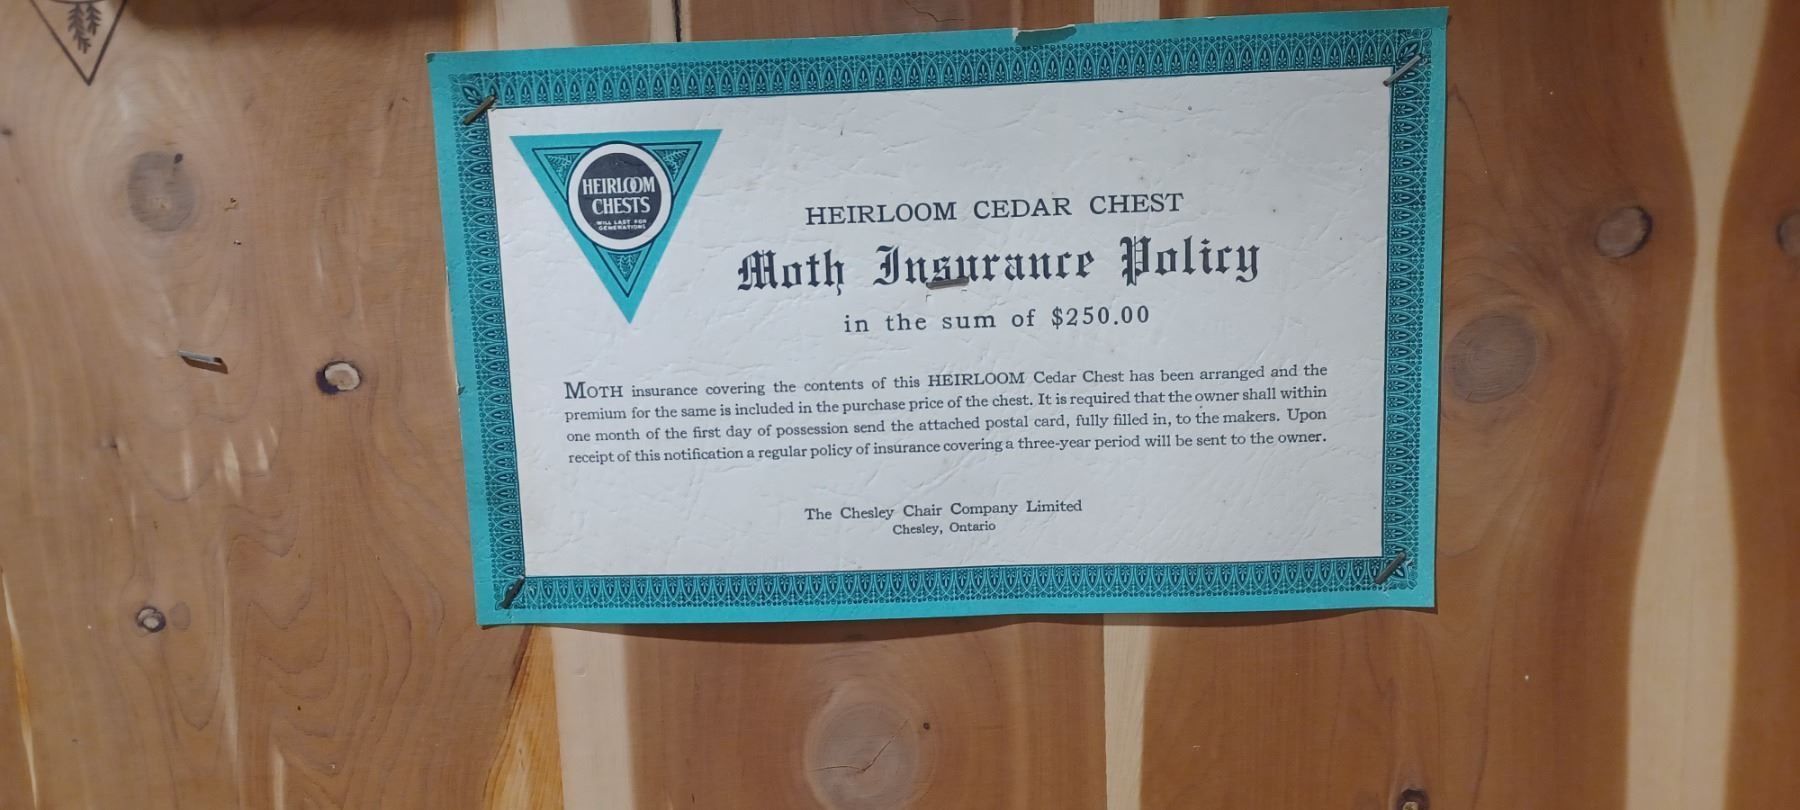 HEIRLOOM
CHESTS
WILL LAST FOR
GENERATIONS
HEIRLOOM CEDAR CHEST
Moth Insurance Policy
in the sum of $250.00
MOTH insurance covering the contents of this HEIRLOOM Cedar Chest has been arranged and the
premium for the same is included in the purchase price of the chest. It is required that the owner shall within
one month of the first day of possession send the attached postal card, fully filled in, to the makers. Upon
receipt of this notification a regular policy of insurance covering a three-year period will be sent to the owner.
The Chesley Chair Company Limited
Chesley, Ontario